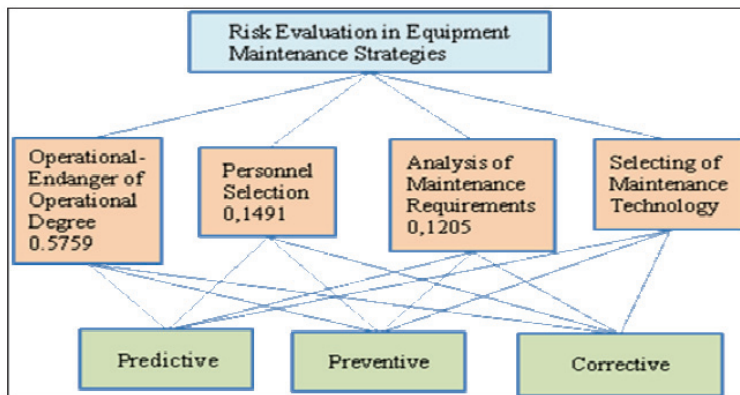 Risk Evaluation in Equipment
Maintenance Strategies
Operational-
Endanger of
Operational
Degree
0.5759
Personnel
Selection
0,1491
Analysis of
Maintenance
Requirements
0,1205
Selecting of
Maintenance
Technology
Predictive
Preventive
Corrective